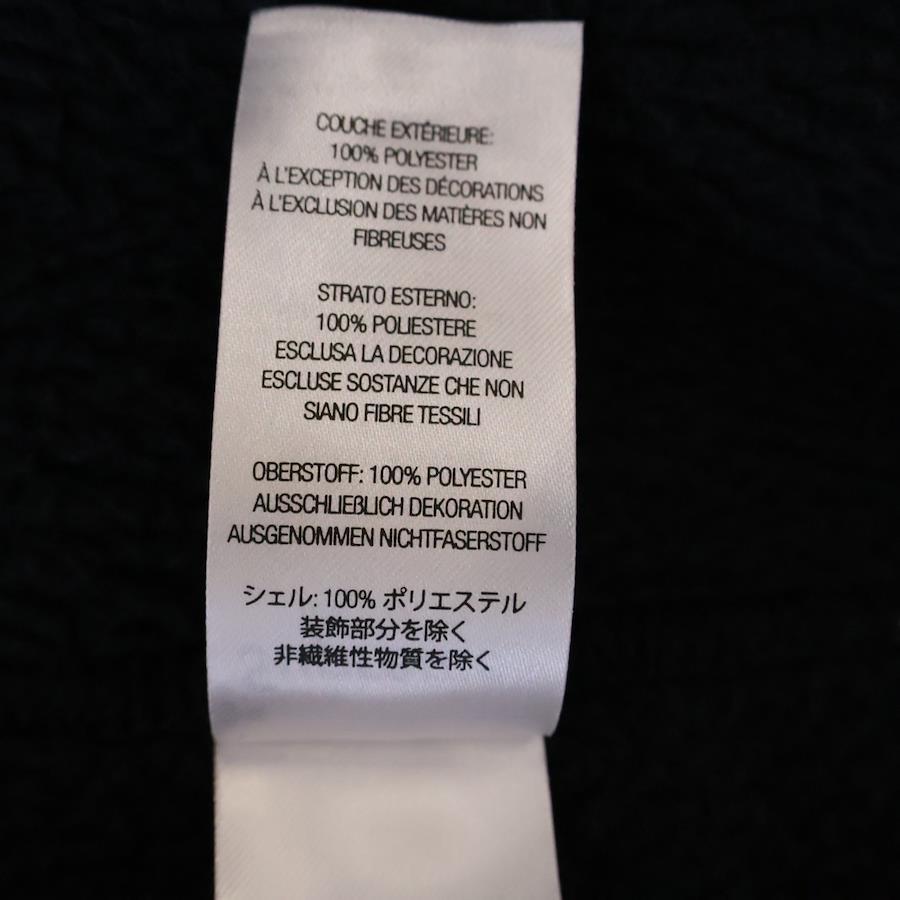 COUCHE EXTÉRIEURE:
100% POLYESTER
À L'EXCEPTION DES DÉCORATIONS
À L'EXCLUSION DES MATIÈRES NON
FIBREUSES
STRATO ESTERNO:
100% POLIESTERE
ESCLUSA LA DECORAZIONE
ESCLUSE SOSTANZE CHE NON
SIANO FIBRE TESSILI
OBERSTOFF: 100% POLYESTER
AUSSCHLIEßLICH DEKORATION
AUSGENOMMEN NICHTFASERSTOFF
シェル: 100% ポリエステル
装飾部分を除く
非繊維性物質を除く